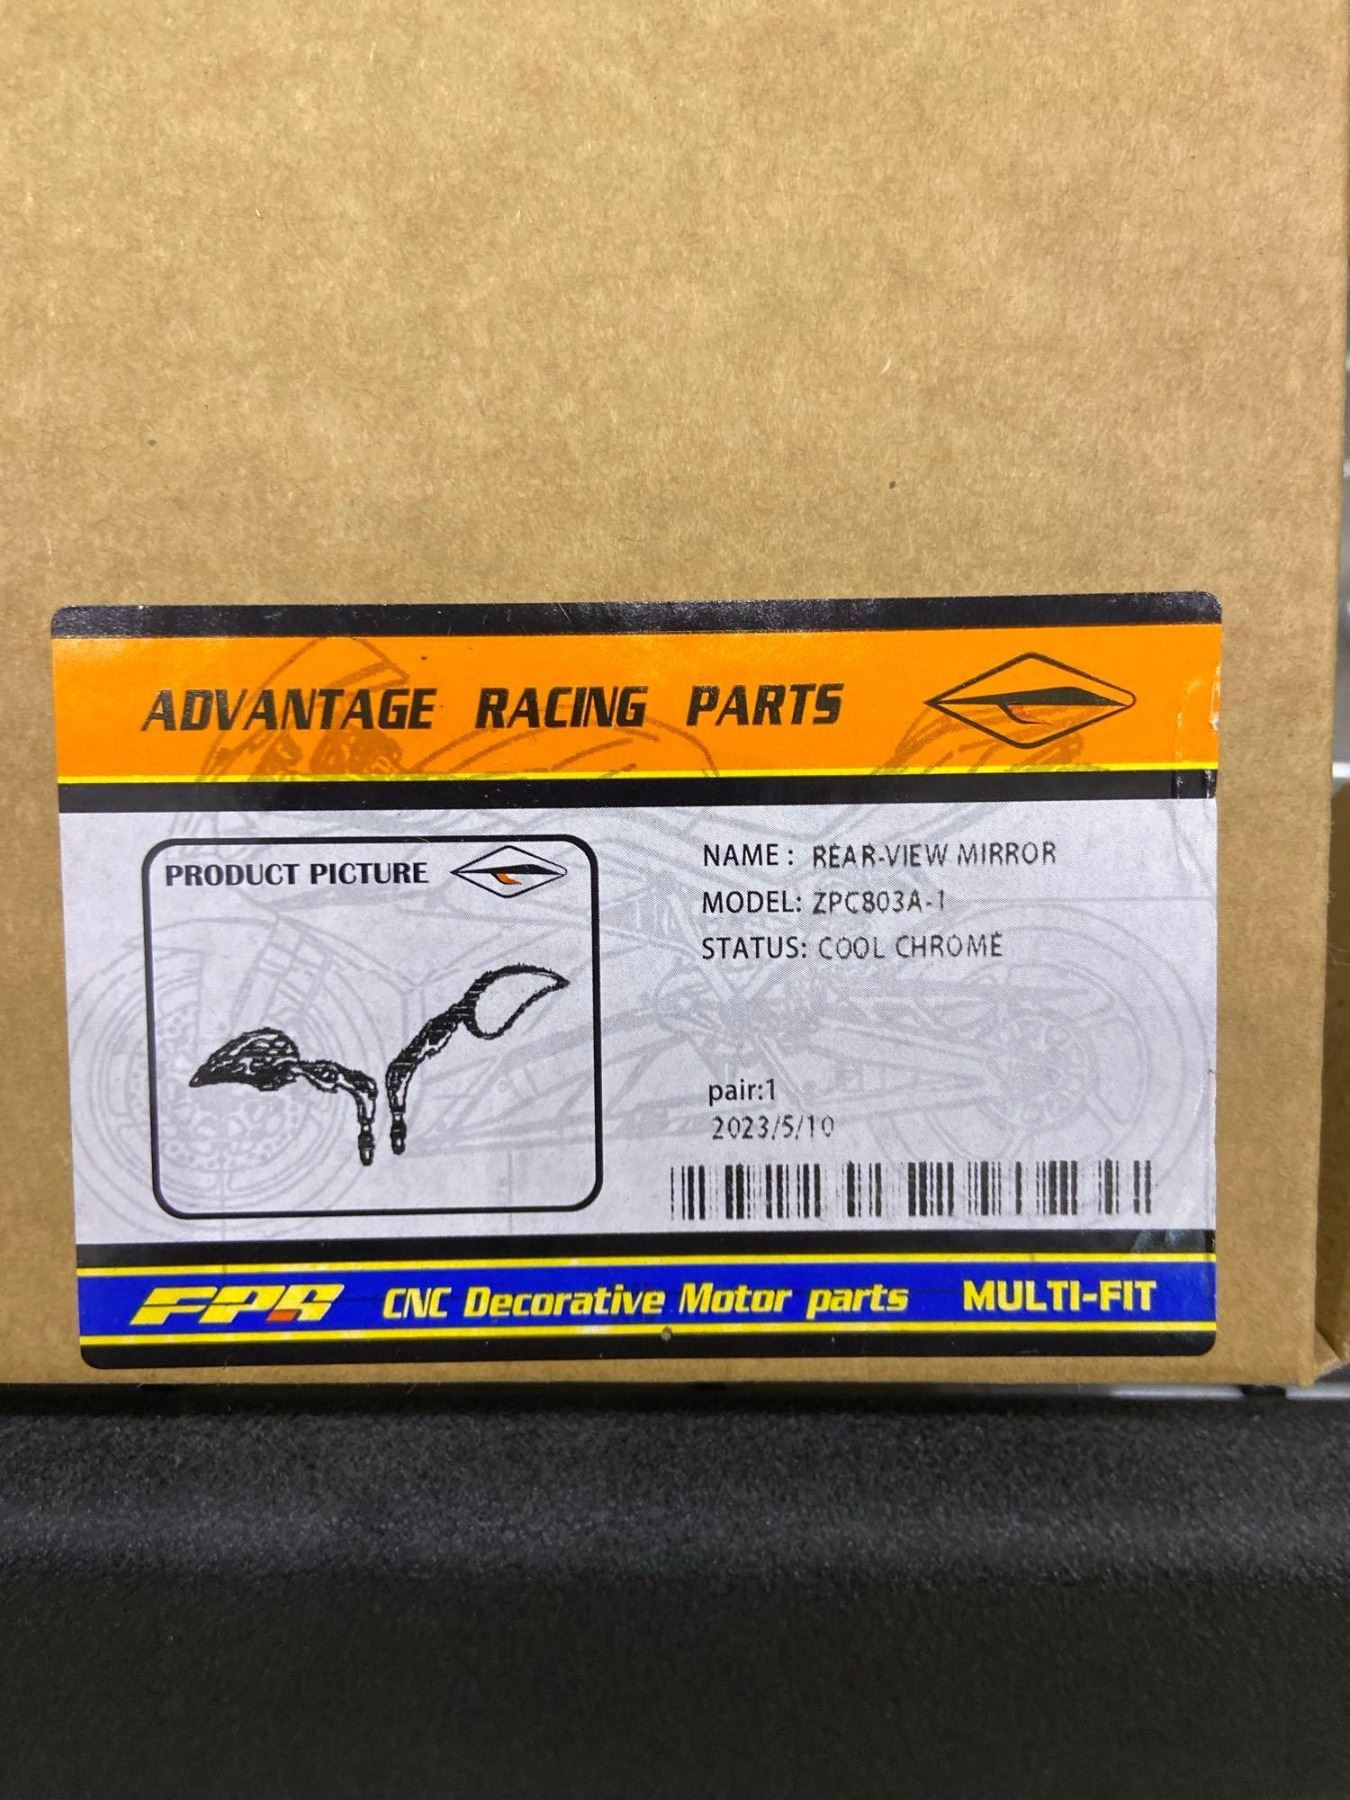 ADVANTAGE RACING PARTS
PRODUCT PICTURE
NAME : REAR-VIEW MIRROR
MODEL: ZPC803A-1
STATUS: COOL CHROME
pair:1
2023/5/10
FPR CNC Decorative Motor parts MULTI-FIT